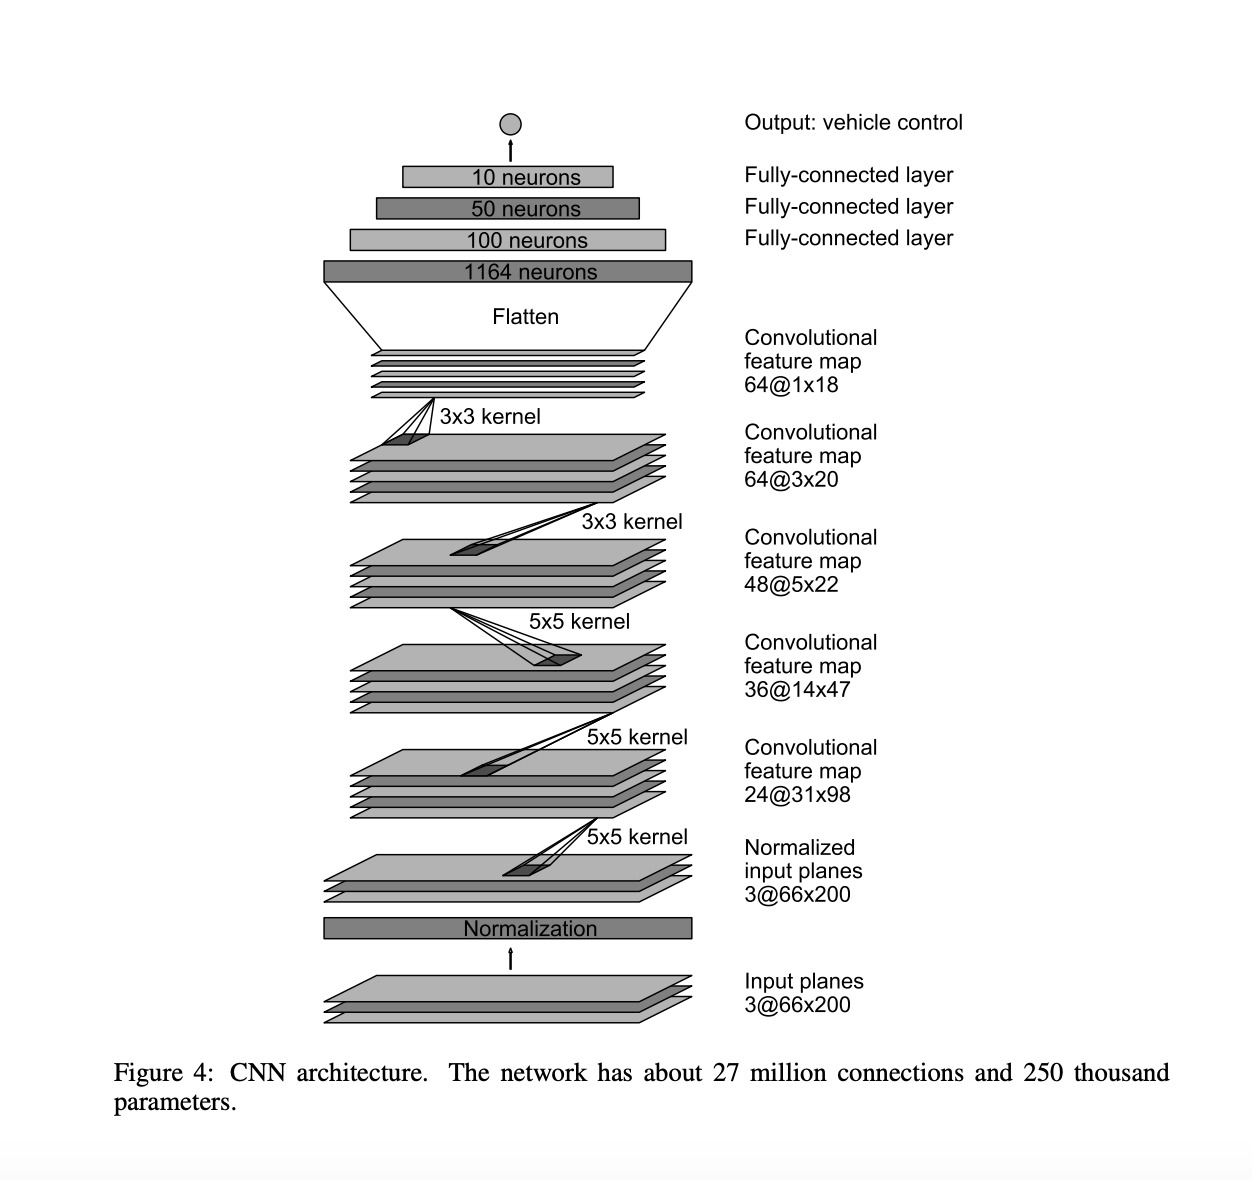 Output: vehicle control
10 neurons
Fully-connected layer
50 neurons
Fully-connected layer
100 neurons
Fully-connected layer
1164 neurons
Flatten
Convolutional
feature map
64@1x18
3x3 kernel
Convolutional
feature map
64@3x20
3x3 kernel
Convolutional
feature map
48@5x22
5x5 kernel
Convolutional
feature map
36@14x47
5x5 kernel
Convolutional
feature map
24@31x98
5x5 kernel
Normalized
input planes
3@66x200
Normalization
Input planes
3@66x200
Figure 4: CNN architecture. The network has about 27 million connections and 250 thousand
parameters.